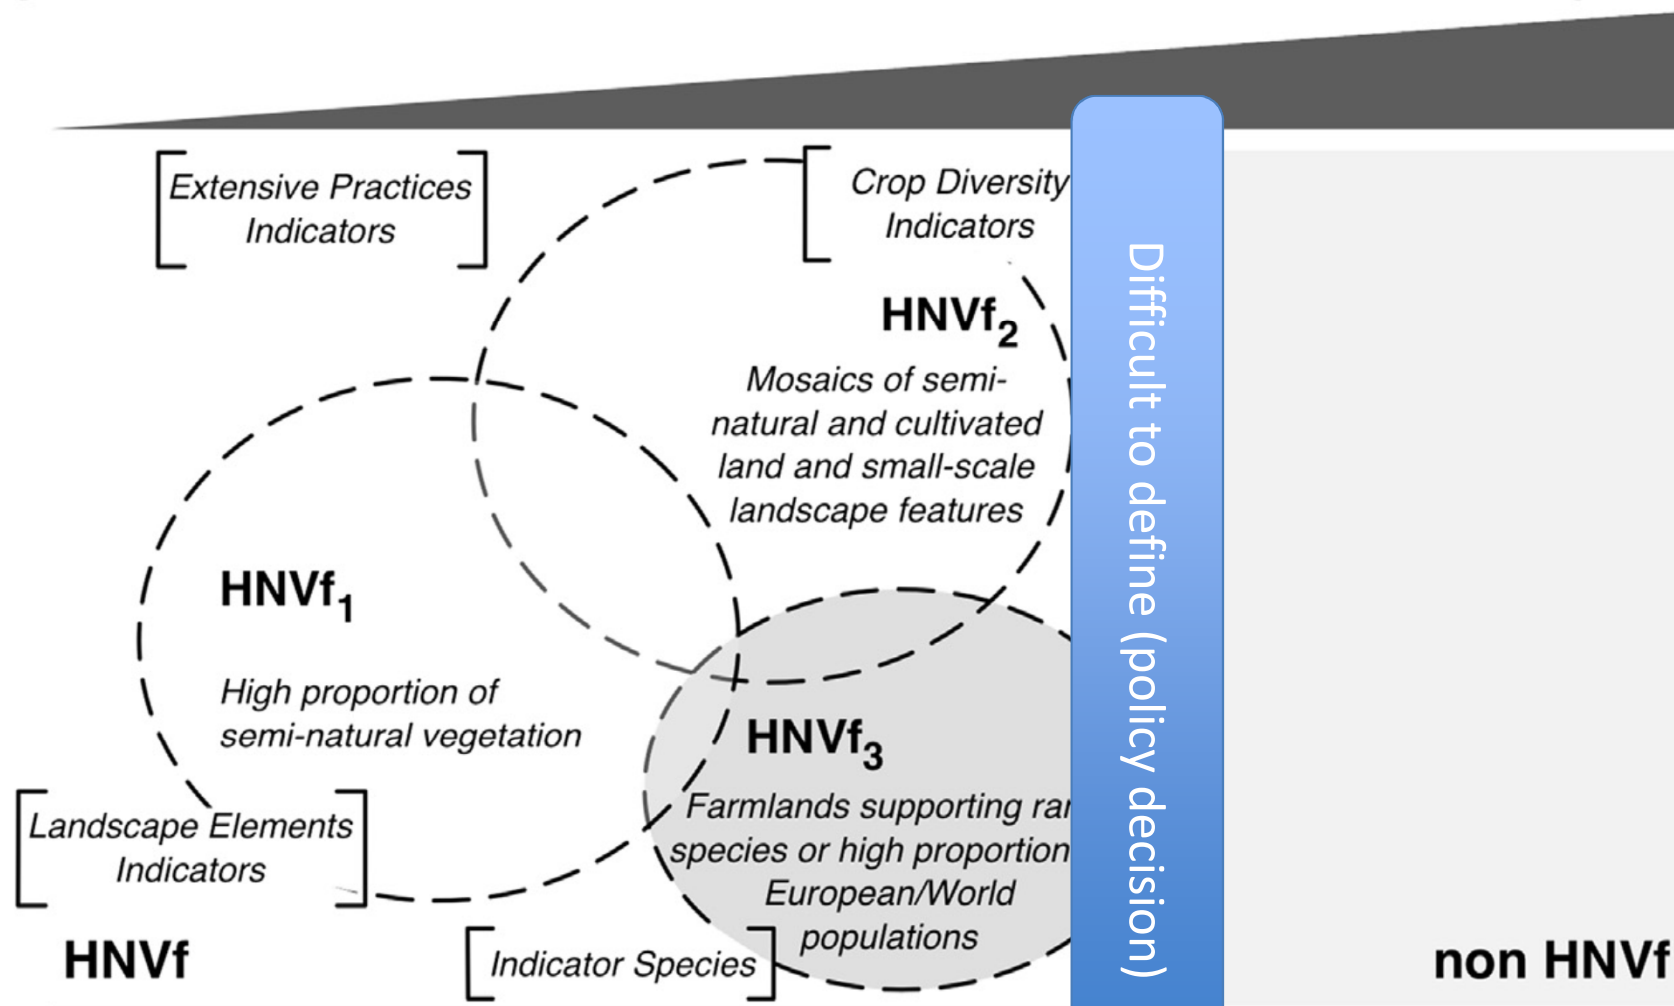 Extensive Practices
Indicators
Crop Diversity
Indicators
HNVf2
Mosaics of semi-
natural and cultivated
land and small-scale
landscape features
HNVf1
High proportion of
semi-natural vegetation
HNVf3
Farmlands supporting
species or high proportion
European/World
populations
Landscape Elements
Indicators
Indicator Species
HNVf
Difficult to define (policy decision)
non HNVf